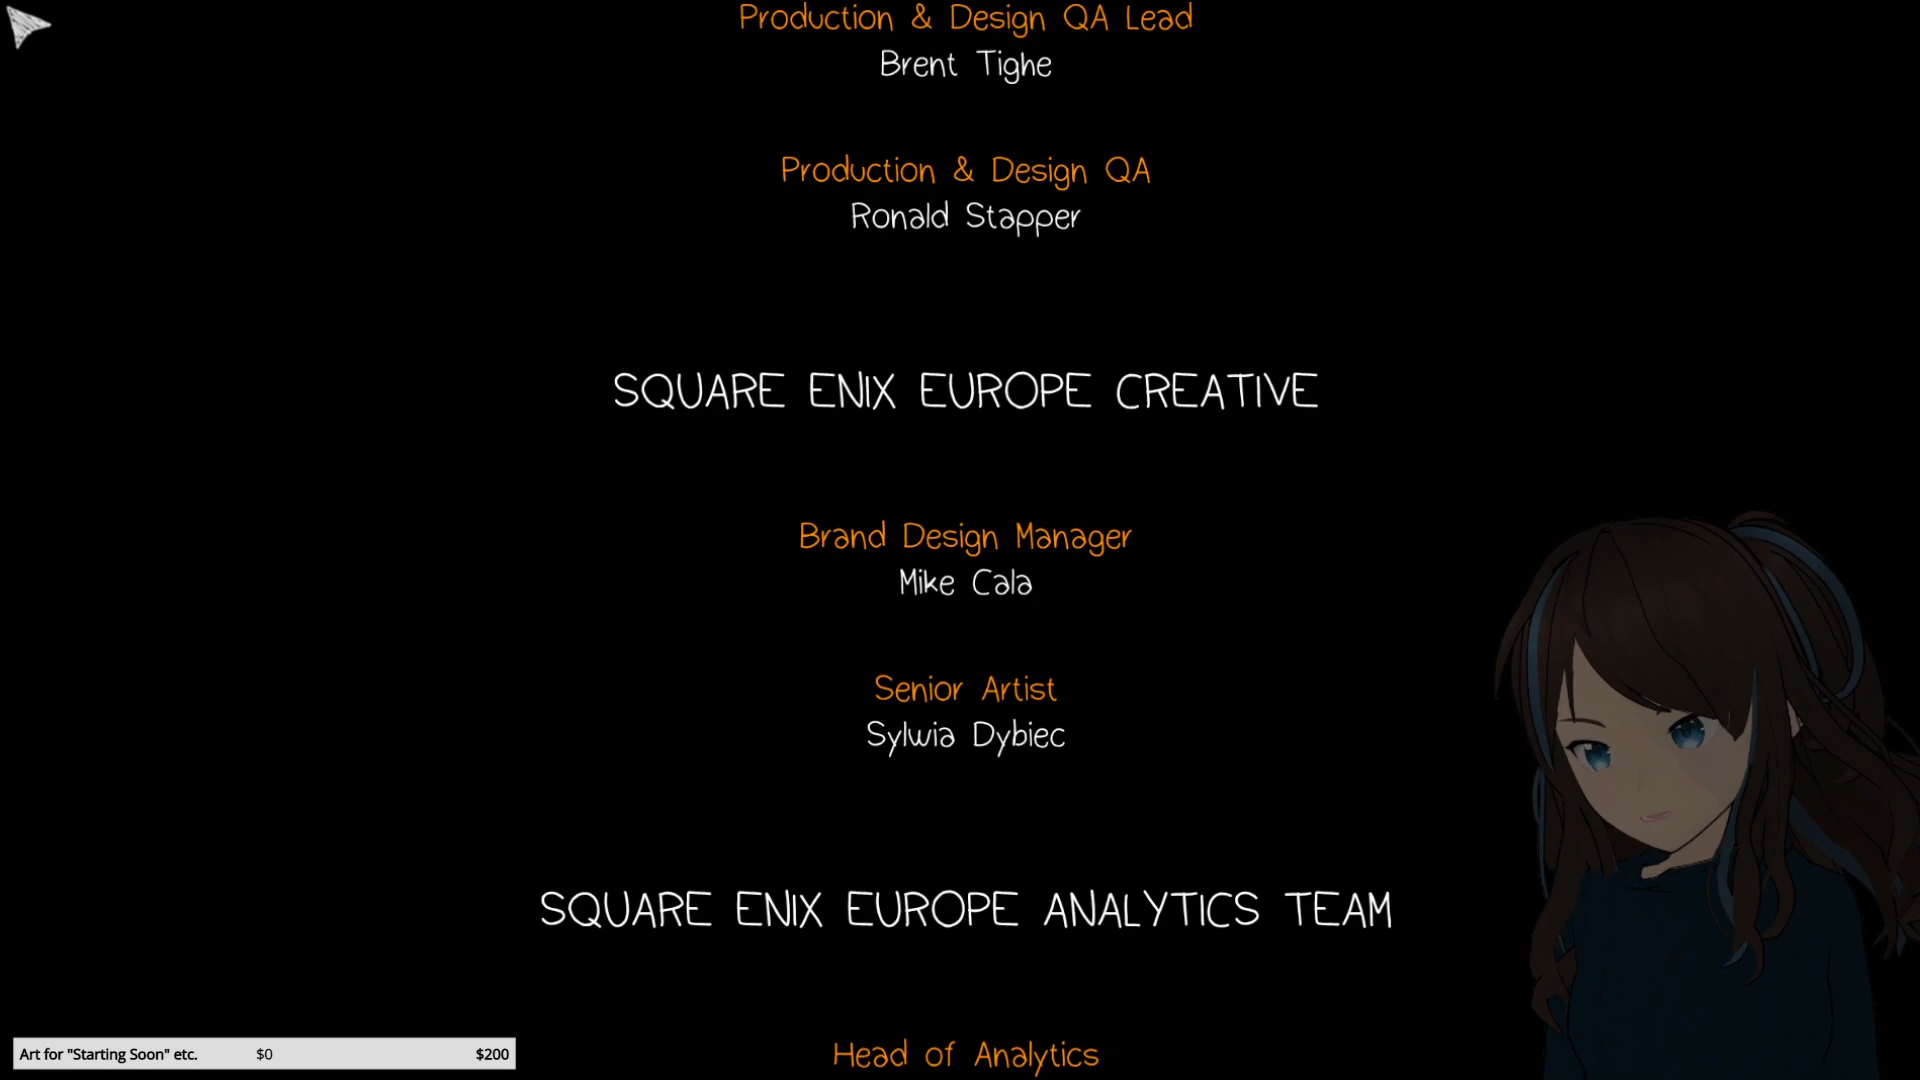 Production & Design QA Lead
Brent Tighe
Production & Design QA
Ronald Stapper
SQUARE ENIX EUROPE CREATIVE
Brand Design Manager
Mike Cala
Senior Artist
Sylwia Dybiec
SQUARE ENIX EUROPE ANALYTICS TEAM
Head of Analytics
Art for "Starting Soon" etc. $0 $200